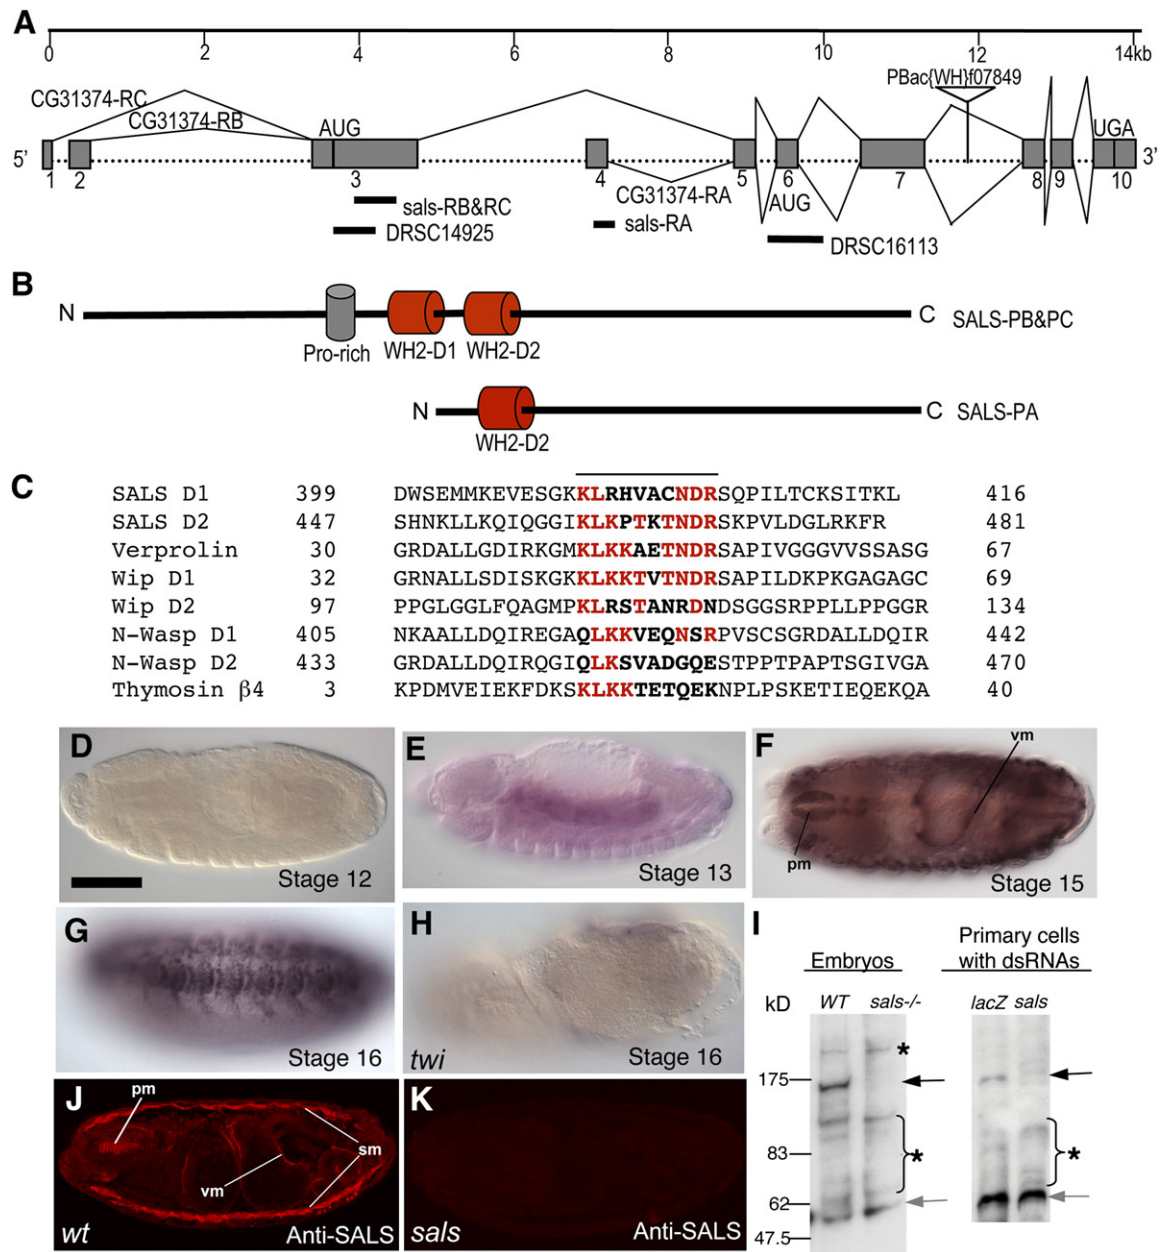 A
0 2 4 6 8 10 12 14kb
PBac{WH}f07849
CG31374-RC
CG31374-RB
AUG
UGA
5' 3'
1 2 3 4 5 6 7 8 9 10
CG31374-RA
AUG
sals-RB&RC
sals-RA
DRSC14925
DRSC16113
B
N C SALS-PB&PC
Pro-rich WH2-D1 WH2-D2
N C SALS-PA
WH2-D2
C
SALS D1 399 DWSEMMKEVESGKKLRHVACNDRSQPILTCKSITKL 416
SALS D2 447 SHNKLLKQIQGGIKLKPTKTNDRSKPVLDGLRKFR 481
Verprolin 30 GRDALLGDIRKGMKLKKAETNDRSAPIVGGGVVSSASG 67
Wip D1 32 GRNALLSDISKGKKLKKTVTNDRSAPILDKPKGAGAGC 69
Wip D2 97 PPGLGGLFQAGMPKLRSTANRDNDSGGSRPPLLPPGGR 134
N-Wasp D1 405 NKAALLDQIREGAQLKKVEQNSRPVSCSGRDALLDQIR 442
N-Wasp D2 433 GRDALLDQIRQGIQLKSVADGQESTPPTPAPTSGIVGA 470
Thymosin β4 3 KPDMVEIEKFDKSKLKKTETQEKNPLPSKETIEQEKQA 40
D
Stage 12
E
Stage 13
F
vm
pm
Stage 15
G
Stage 16
H
twi
Stage 16
I
Embryos
Primary cells
with dsRNAs
kD WT sals-/- lacZ sals
*
175
83
* *
62
47.5
J
pm
sm
vm
wt
Anti-SALS
K
sals
Anti-SALS